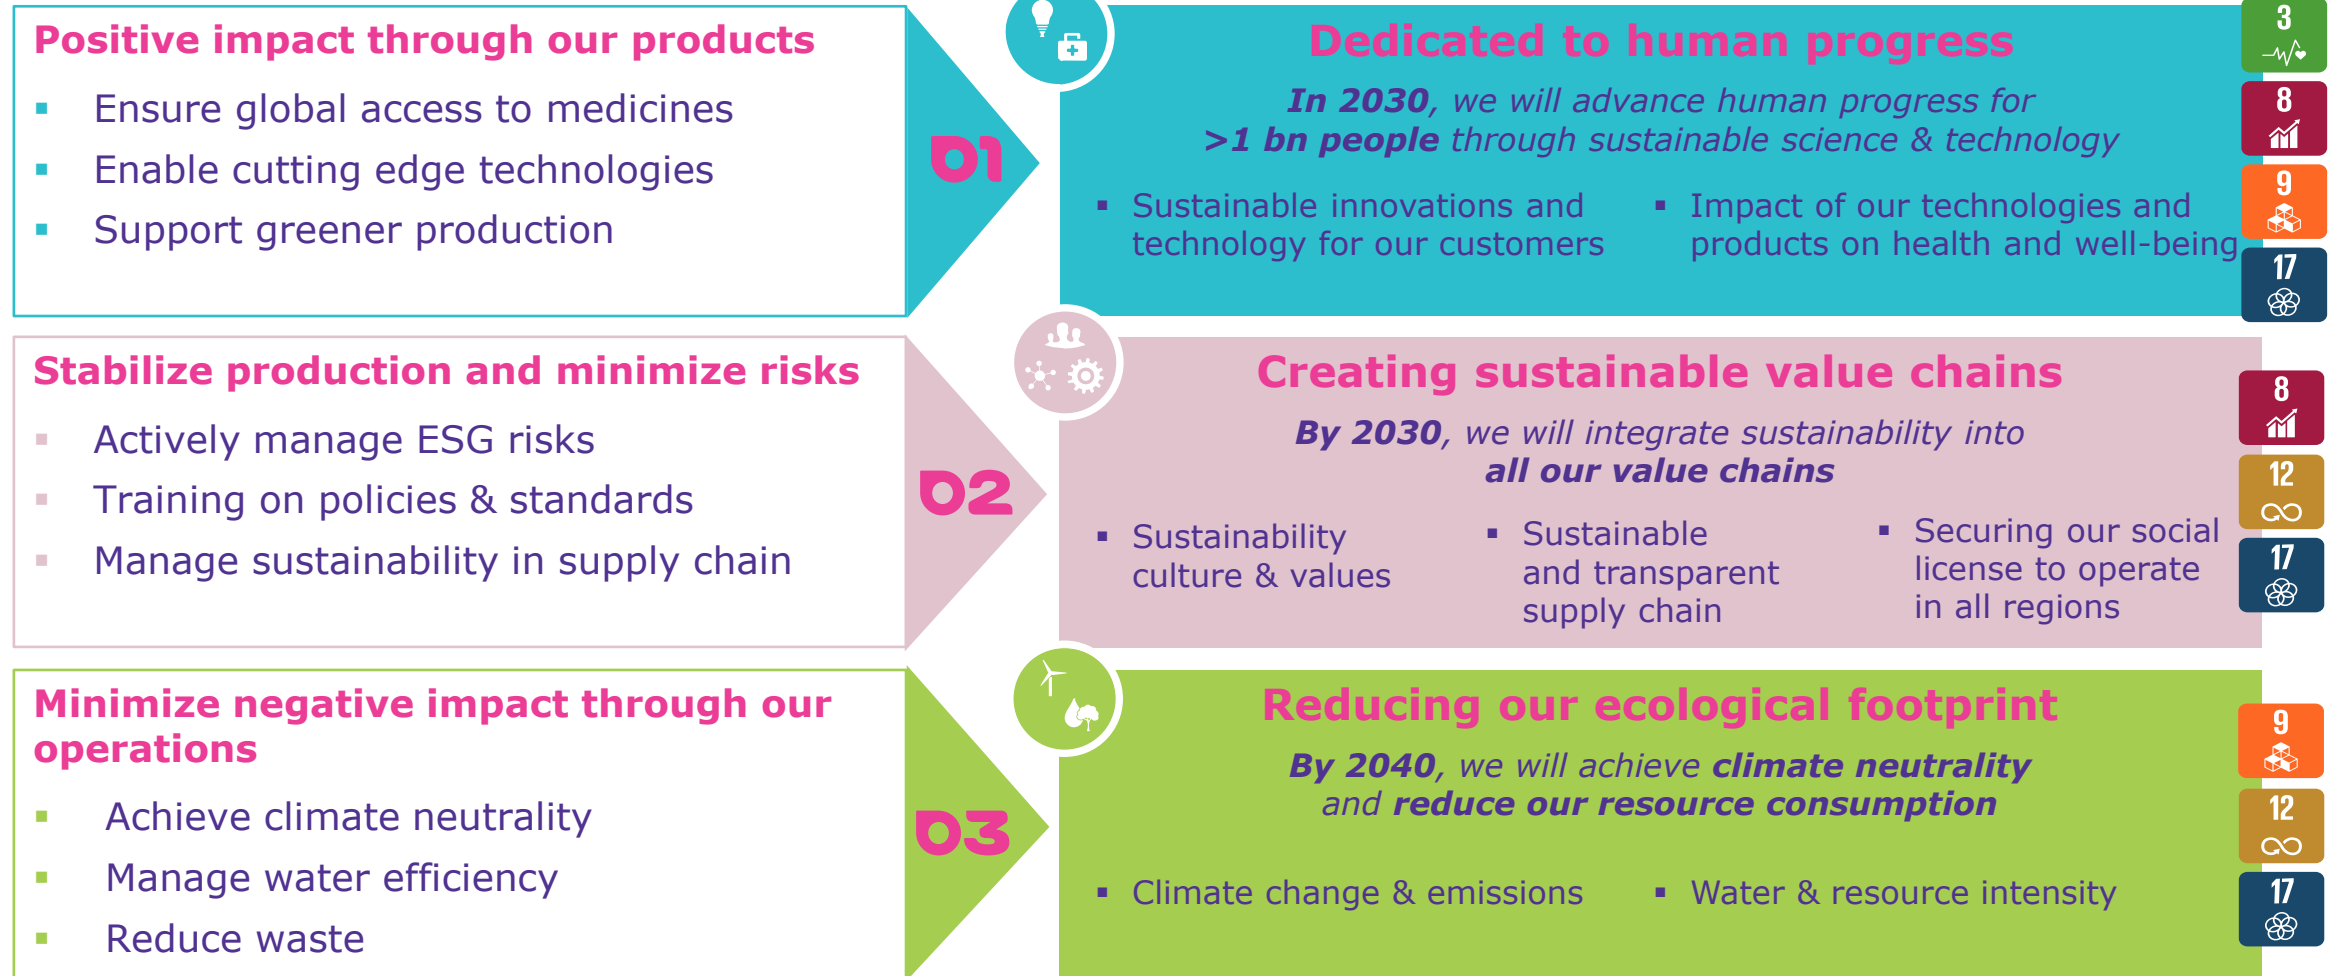 Positive impact through our products
▪ Ensure global access to medicines
▪ Enable cutting edge technologies
▪ Support greener production
01
Dedicated to human progress
In 2030, we will advance human progress for
>1 bn people through sustainable science & technology
▪ Sustainable innovations and
technology for our customers
▪ Impact of our technologies and
products on health and well-being
3
8
9
17
Stabilize production and minimize risks
▪ Actively manage ESG risks
▪ Training on policies & standards
▪ Manage sustainability in supply chain
02
Creating sustainable value chains
By 2030, we will integrate sustainability into
all our value chains
▪ Sustainability
culture & values
▪ Sustainable
and transparent
supply chain
▪ Securing our social
license to operate
in all regions
8
12
17
Minimize negative impact through our
operations
▪ Achieve climate neutrality
▪ Manage water efficiency
▪ Reduce waste
03
Reducing our ecological footprint
By 2040, we will achieve climate neutrality
and reduce our resource consumption
▪ Climate change & emissions
▪ Water & resource intensity
9
12
17